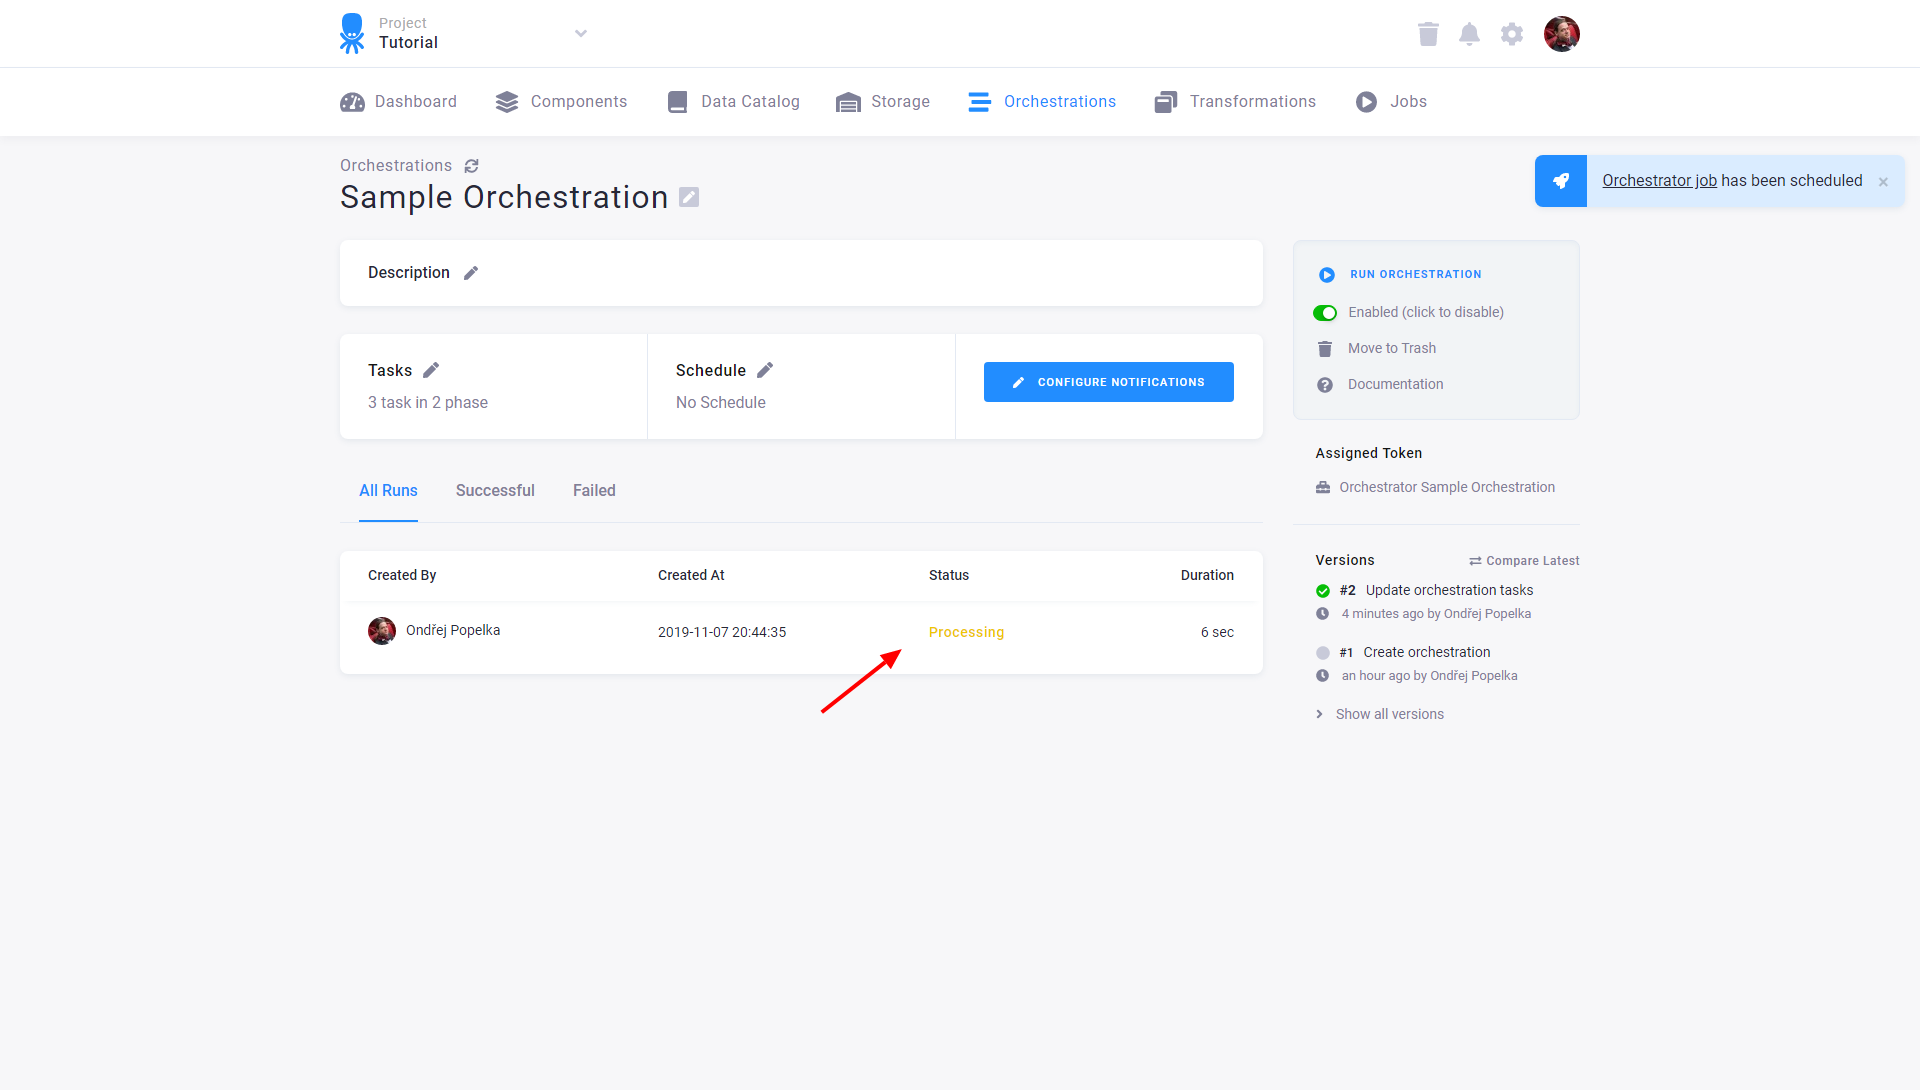 Project
Tutorial
Dashboard
Components
Data Catalog
Storage
Orchestrations
Transformations
Jobs
Orchestrations
Sample Orchestration
Orchestrator job has been scheduled
Description
Tasks
3 task in 2 phase
Schedule
No Schedule
CONFIGURE NOTIFICATIONS
All Runs
Successful
Failed
Created By
Created At
Status
Duration
Ondřej Popelka
2019-11-07 20:44:35
Processing
6 sec
RUN ORCHESTRATION
Enabled (click to disable)
Move to Trash
Documentation
Assigned Token
Orchestrator Sample Orchestration
Versions
Compare Latest
#2 Update orchestration tasks
4 minutes ago by Ondřej Popelka
#1 Create orchestration
an hour ago by Ondřej Popelka
Show all versions